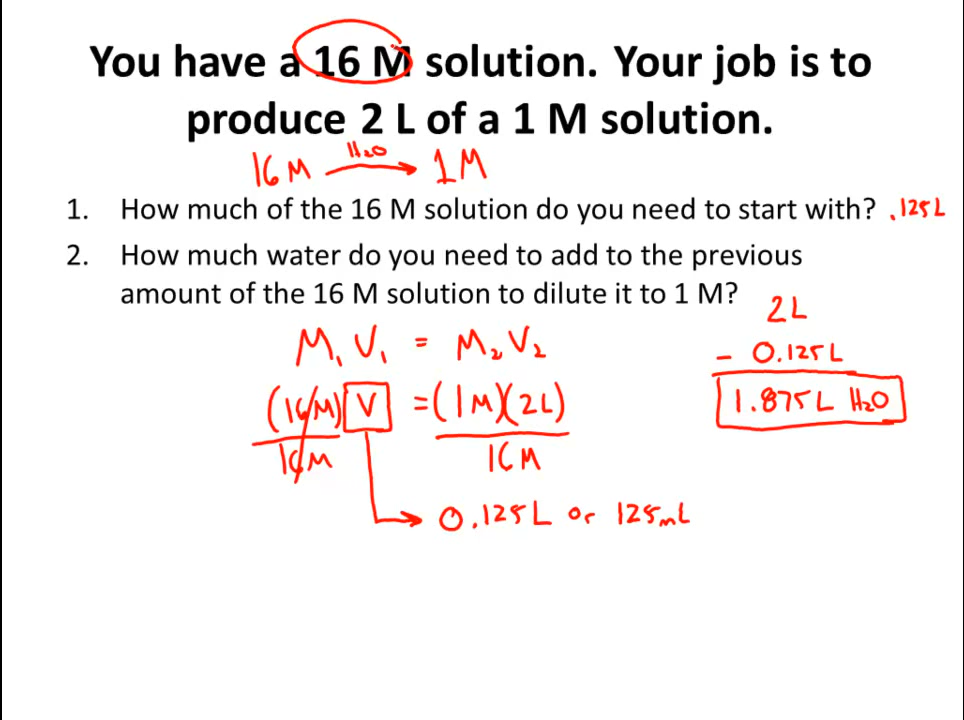 You have a 16 M solution. Your job is to
produce 2 L of a 1 M solution.
16 M H₂O → 1 M
1. How much of the 16 M solution do you need to start with? .125 L
2. How much water do you need to add to the previous
amount of the 16 M solution to dilute it to 1 M?
2 L
- 0.125 L
1.875 L H₂O
M₁ V₁ = M₂ V₂
(16 M) V = (1 M)(2 L)
16 M 16 M
0.125 L or 125 mL